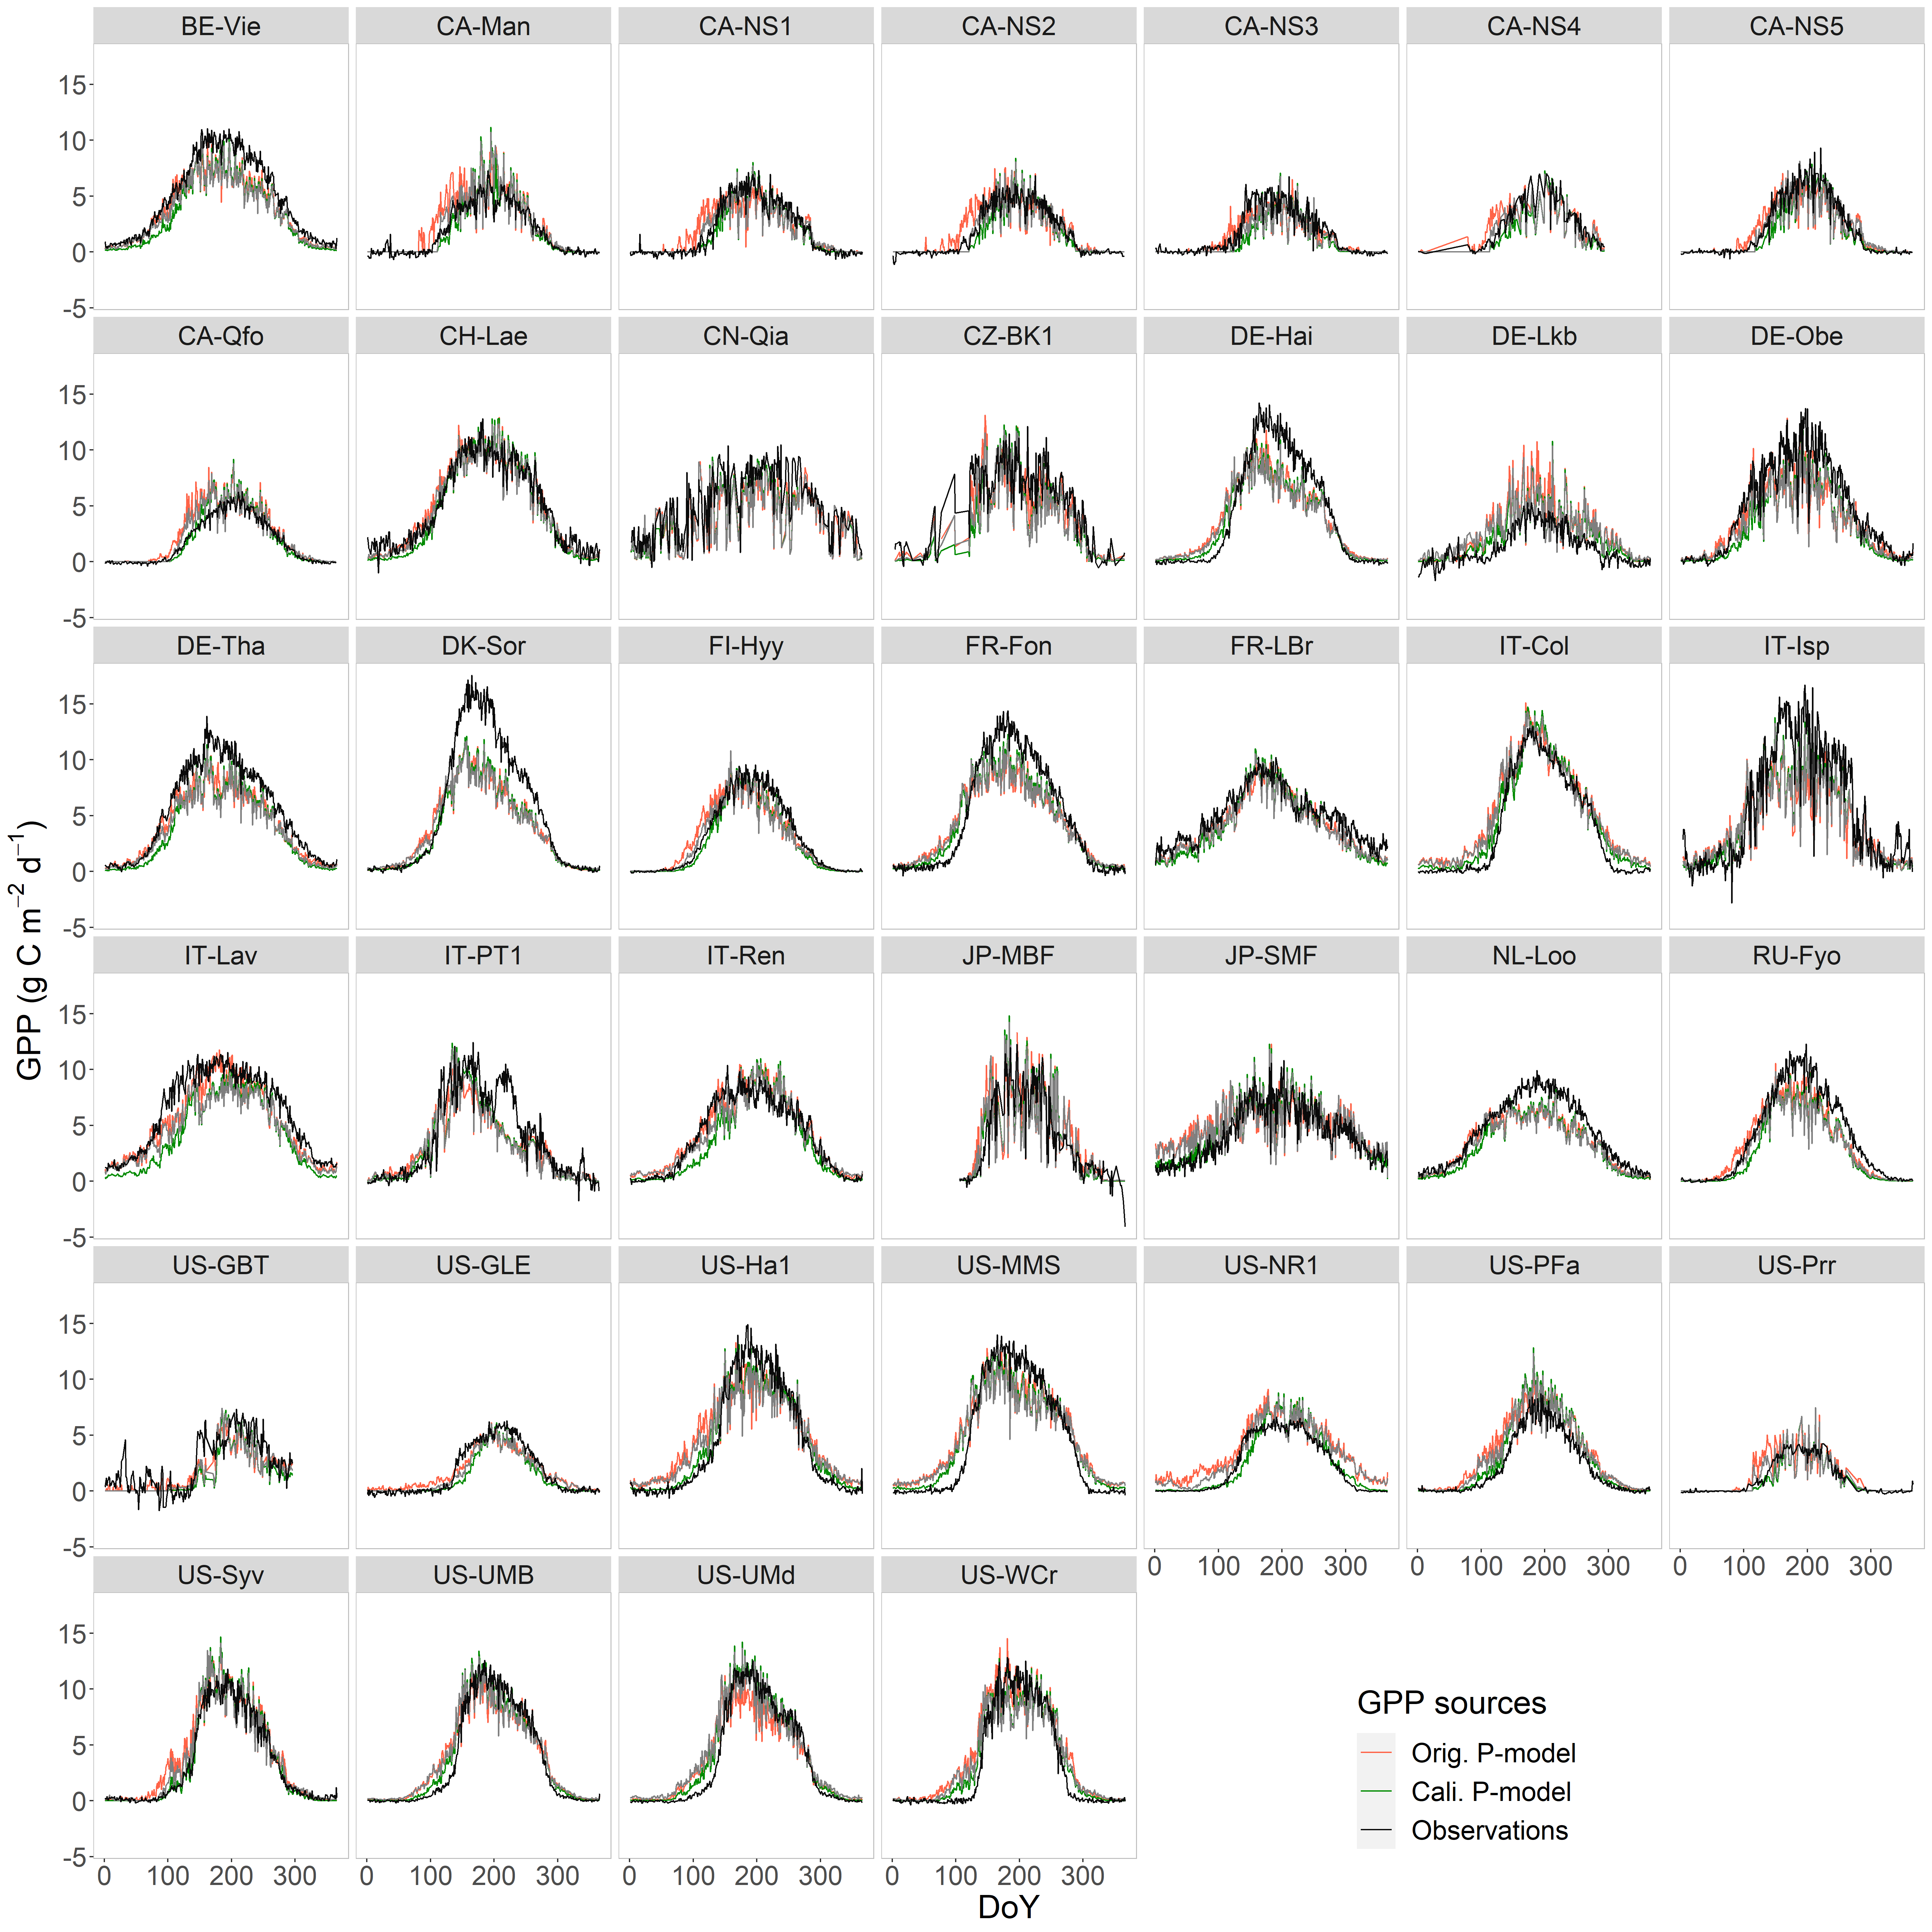 BE-Vie CA-Man CA-NS1 CA-NS2 CA-NS3 CA-NS4 CA-NS5
15
10
5
0
-5
CA-Qfo CH-Lae CN-Qia CZ-BK1 DE-Hai DE-Lkb DE-Obe
15
10
5
0
-5
DE-Tha DK-Sor FI-Hyy FR-Fon FR-LBr IT-Col IT-Isp
15
10
5
0
-5
GPP (g C m⁻² d⁻¹)
IT-Lav IT-PT1 IT-Ren JP-MBF JP-SMF NL-Loo RU-Fyo
15
10
5
0
-5
US-GBT US-GLE US-Ha1 US-MMS US-NR1 US-PFa US-Prr
15
10
5
0
-5
0 100 200 300 0 100 200 300 0 100 200 300
US-Syv US-UMB US-UMd US-WCr
15
10
5
0
-5
0 100 200 300 0 100 200 300 0 100 200 300 0 100 200 300
DoY
GPP sources
Orig. P-model
Cali. P-model
Observations